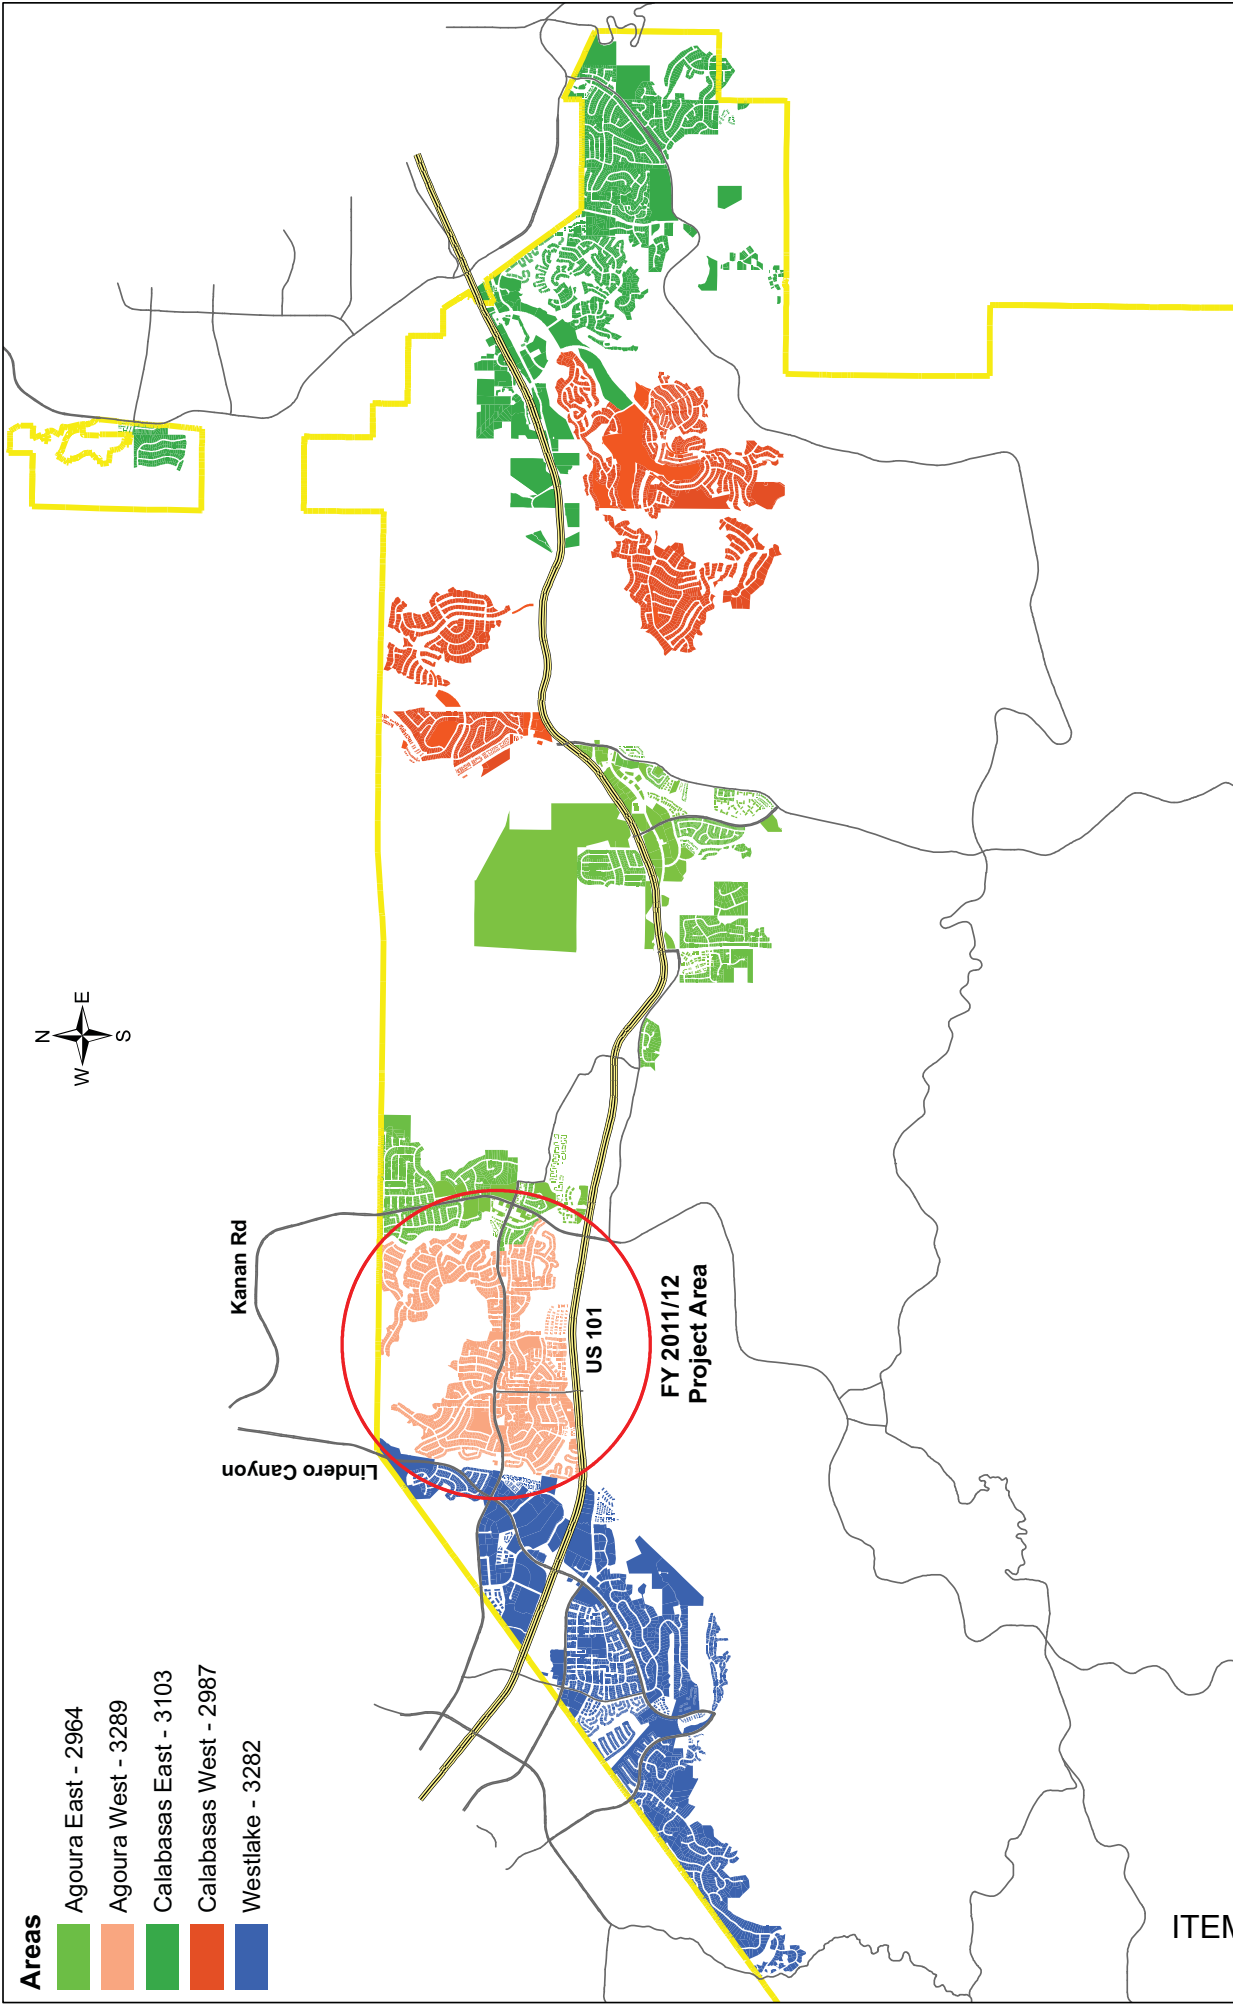 Areas
Agoura East - 2964
Agoura West - 3289
Calabasas East - 3103
Calabasas West - 2987
Westlake - 3282
N
W
E
S
Kanan Rd
Lindero Canyon
US 101
FY 2011/12
Project Area
ITEM